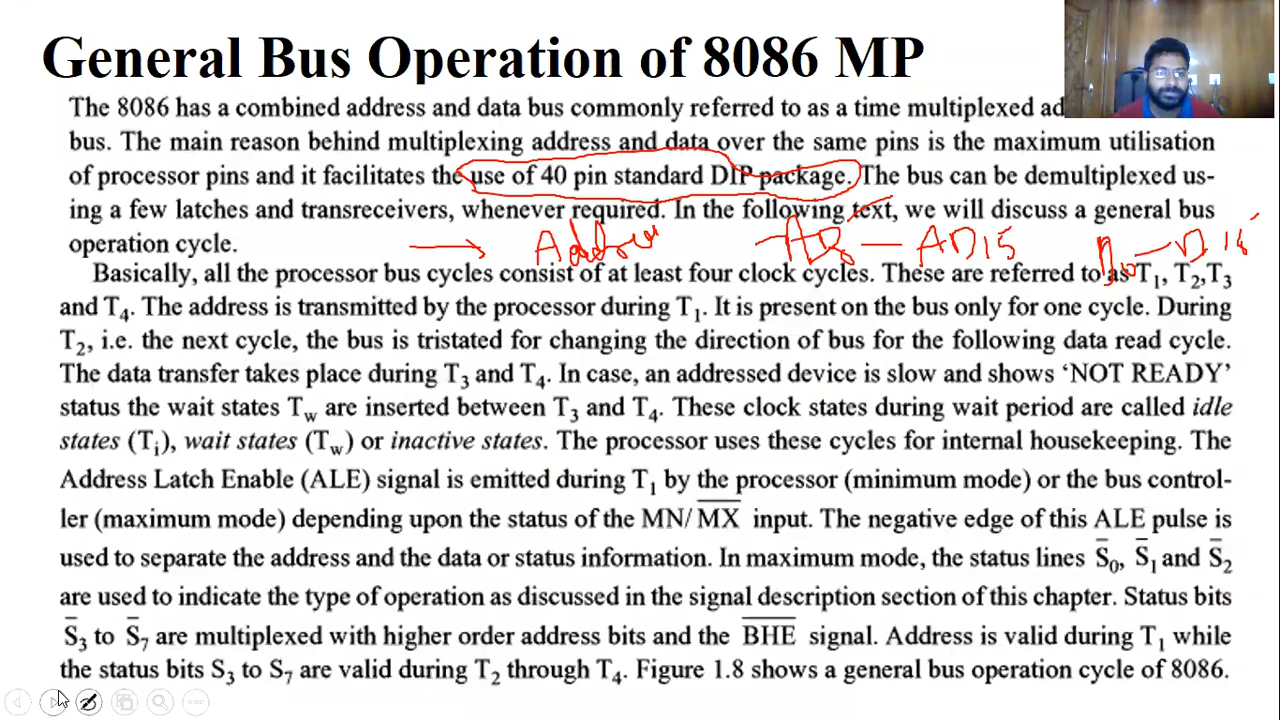 General Bus Operation of 8086 MP
The 8086 has a combined address and data bus commonly referred to as a time multiplexed ad
bus. The main reason behind multiplexing address and data over the same pins is the maximum utilisation
of processor pins and it facilitates the use of 40 pin standard DIP package. The bus can be demultiplexed us-
ing a few latches and transreceivers, whenever required. In the following text, we will discuss a general bus
operation cycle.
AD15
Basically, all the processor bus cycles consist of at least four clock cycles. These are referred to as T1, T2,T3
and T4. The address is transmitted by the processor during T1. It is present on the bus only for one cycle. During
T2, i.e. the next cycle, the bus is tristated for changing the direction of bus for the following data read cycle.
The data transfer takes place during T3 and T4. In case, an addressed device is slow and shows ‘NOT READY’
status the wait states Tw are inserted between T3 and T4. These clock states during wait period are called idle
states (Ti), wait states (Tw) or inactive states. The processor uses these cycles for internal housekeeping. The
Address Latch Enable (ALE) signal is emitted during T1 by the processor (minimum mode) or the bus control-
ler (maximum mode) depending upon the status of the MN/M̅X̅ input. The negative edge of this ALE pulse is
used to separate the address and the data or status information. In maximum mode, the status lines S̅0, S̅1 and S̅2
are used to indicate the type of operation as discussed in the signal description section of this chapter. Status bits
S̅3 to S̅7 are multiplexed with higher order address bits and the B̅H̅E̅ signal. Address is valid during T1 while
the status bits S3 to S7 are valid during T2 through T4. Figure 1.8 shows a general bus operation cycle of 8086.